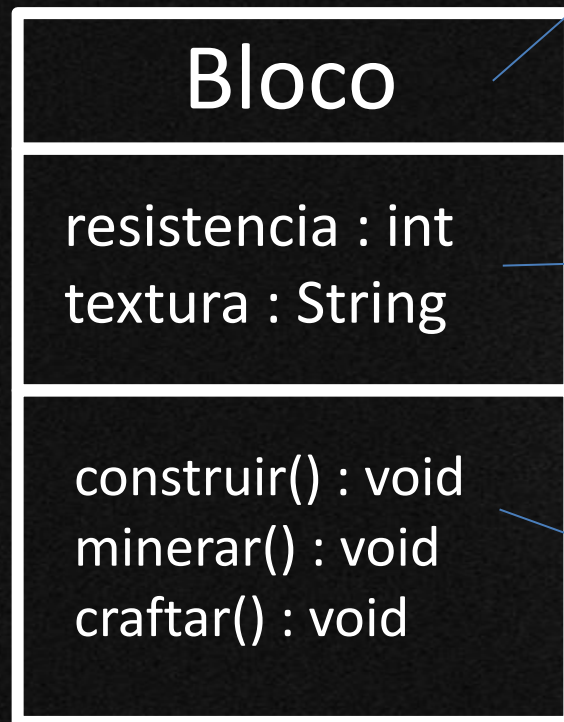 Bloco
resistencia : int
textura : String
construir() : void
minerar() : void
craftar() : void